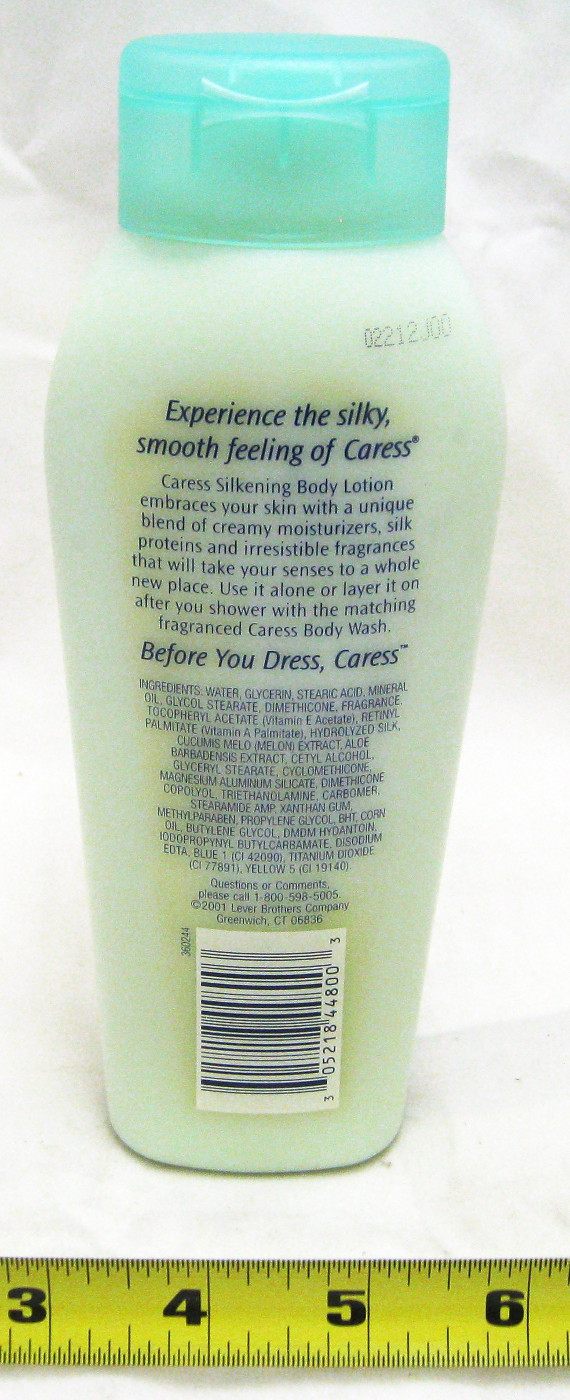 02212J00
Experience the silky,
smooth feeling of Caress®
Caress Silkening Body Lotion
embraces your skin with a unique
blend of creamy moisturizers, silk
proteins and irresistible fragrances
that will take your senses to a whole
new place. Use it alone or layer it on
after you shower with the matching
fragranced Caress Body Wash.
Before You Dress, Caress™
INGREDIENTS: WATER, GLYCERIN, STEARIC ACID, MINERAL
OIL, GLYCOL STEARATE, DIMETHICONE, FRAGRANCE,
TOCOPHERYL ACETATE (Vitamin E Acetate), RETINYL
PALMITATE (Vitamin A Palmitate), HYDROLYZED SILK,
CUCUMIS MELO (MELON) EXTRACT, ALOE
BARBADENSIS EXTRACT, CETYL ALCOHOL,
GLYCERYL STEARATE, CYCLOMETHICONE,
MAGNESIUM ALUMINUM SILICATE, DIMETHICONE
COPOLYOL, TRIETHANOLAMINE, CARBOMER,
STEARAMIDE AMP, XANTHAN GUM,
METHYLPARABEN, PROPYLENE GLYCOL, BHT, CORN
OIL, BUTYLENE GLYCOL, DMDM HYDANTOIN,
IODOPROPYNYL BUTYLCARBAMATE, DISODIUM
EDTA, BLUE 1 (CI 42090), TITANIUM DIOXIDE
(CI 77891), YELLOW 5 (CI 19140).
Questions or Comments,
please call 1-800-598-5005.
©2001 Lever Brothers Company
Greenwich, CT 06836
360244
3 05218 44800 3
3 4 5 6